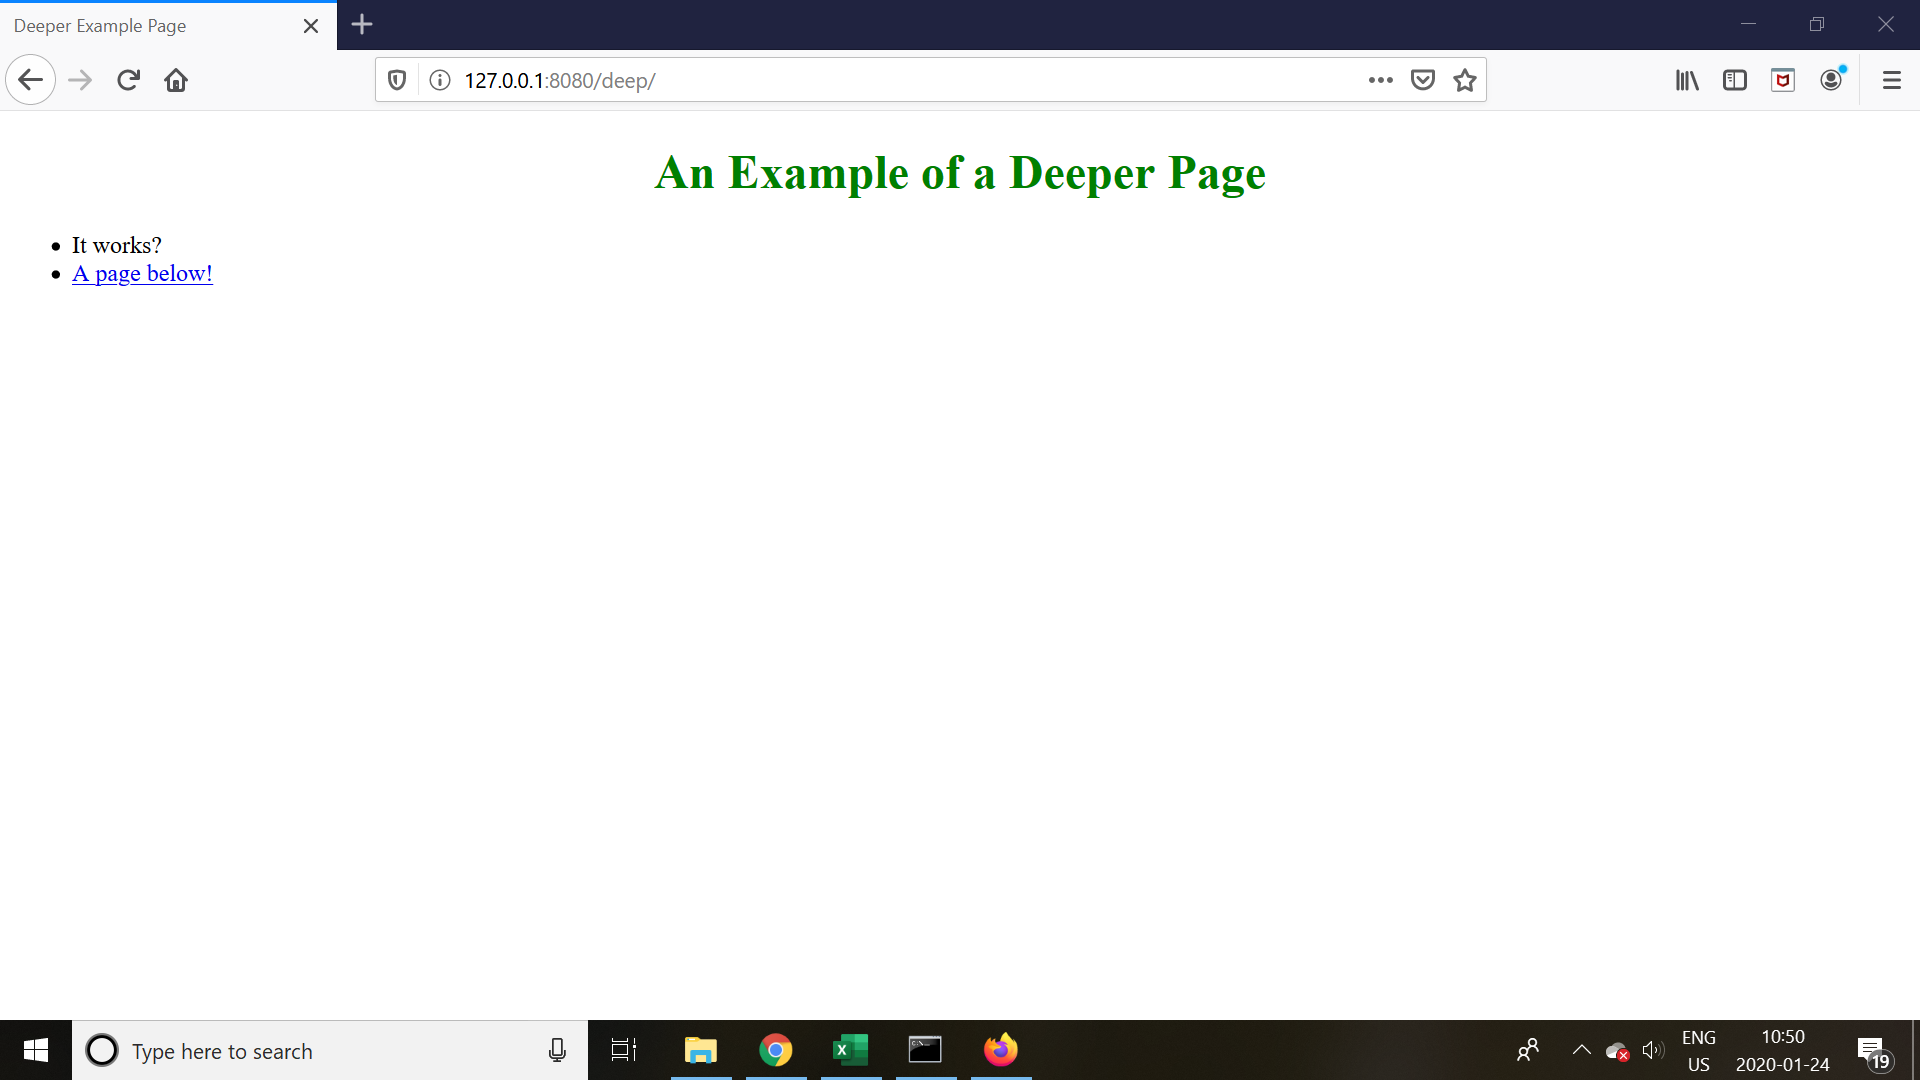 Deeper Example Page
127.0.0.1:8080/deep/
An Example of a Deeper Page
It works?
A page below!
Type here to search
ENG
US
10:50
2020-01-24
19